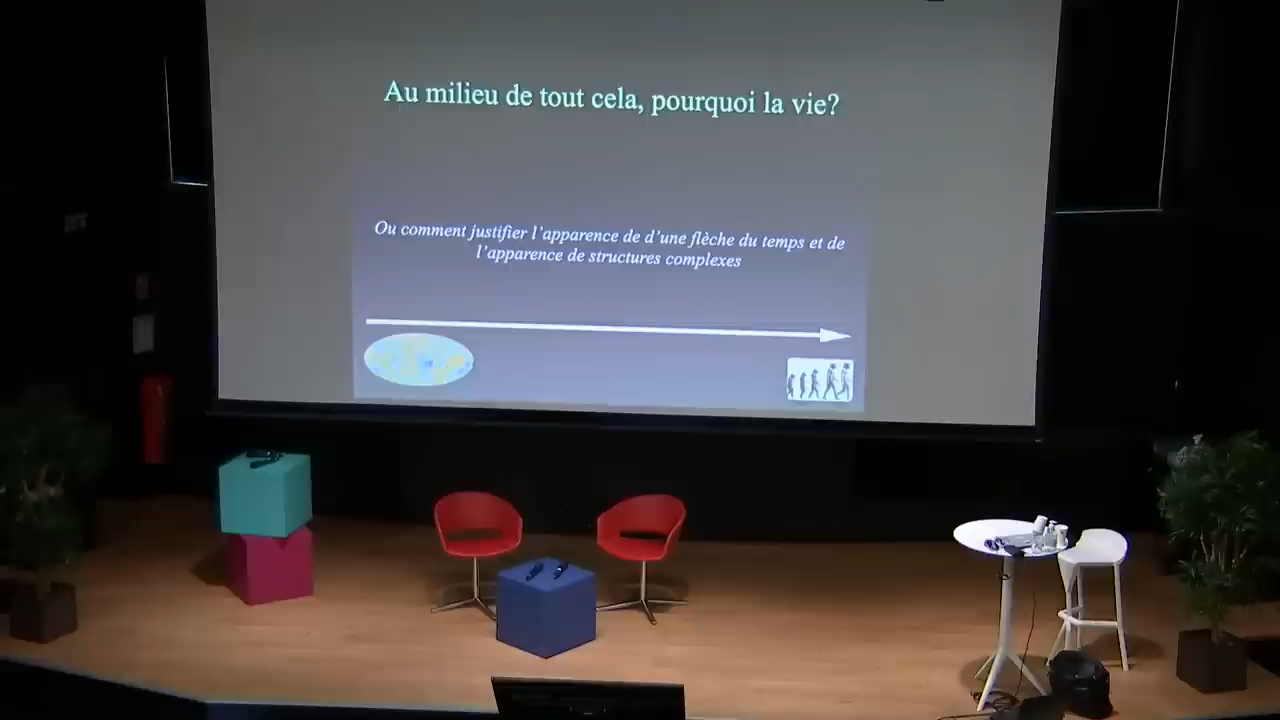 Au milieu de tout cela, pourquoi la vie?
Ou comment justifier l'apparence de d'une flèche du temps et de
l'apparence de structures complexes